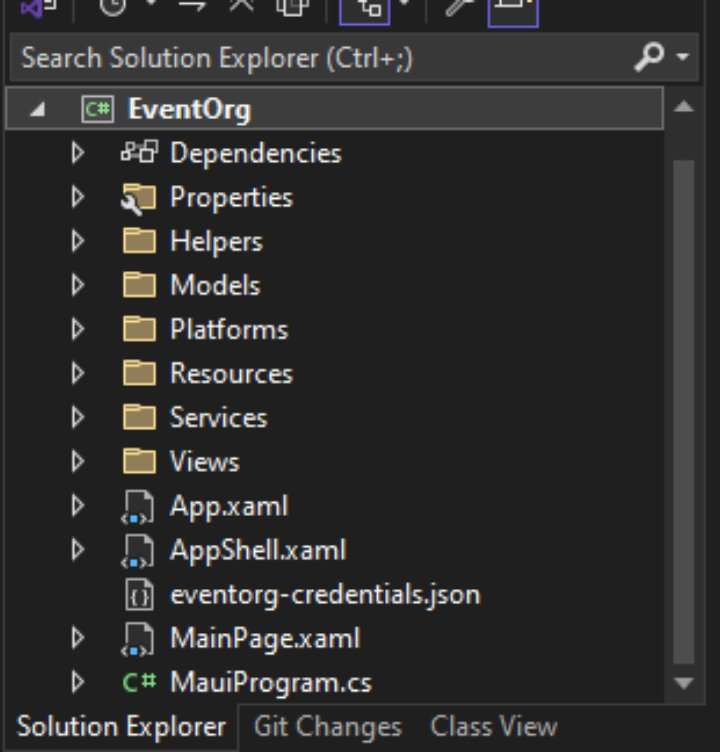 Search Solution Explorer (Ctrl+;)
C# EventOrg
Dependencies
Properties
Helpers
Models
Platforms
Resources
Services
Views
App.xaml
AppShell.xaml
eventorg-credentials.json
MainPage.xaml
C# MauiProgram.cs
Solution Explorer Git Changes Class View